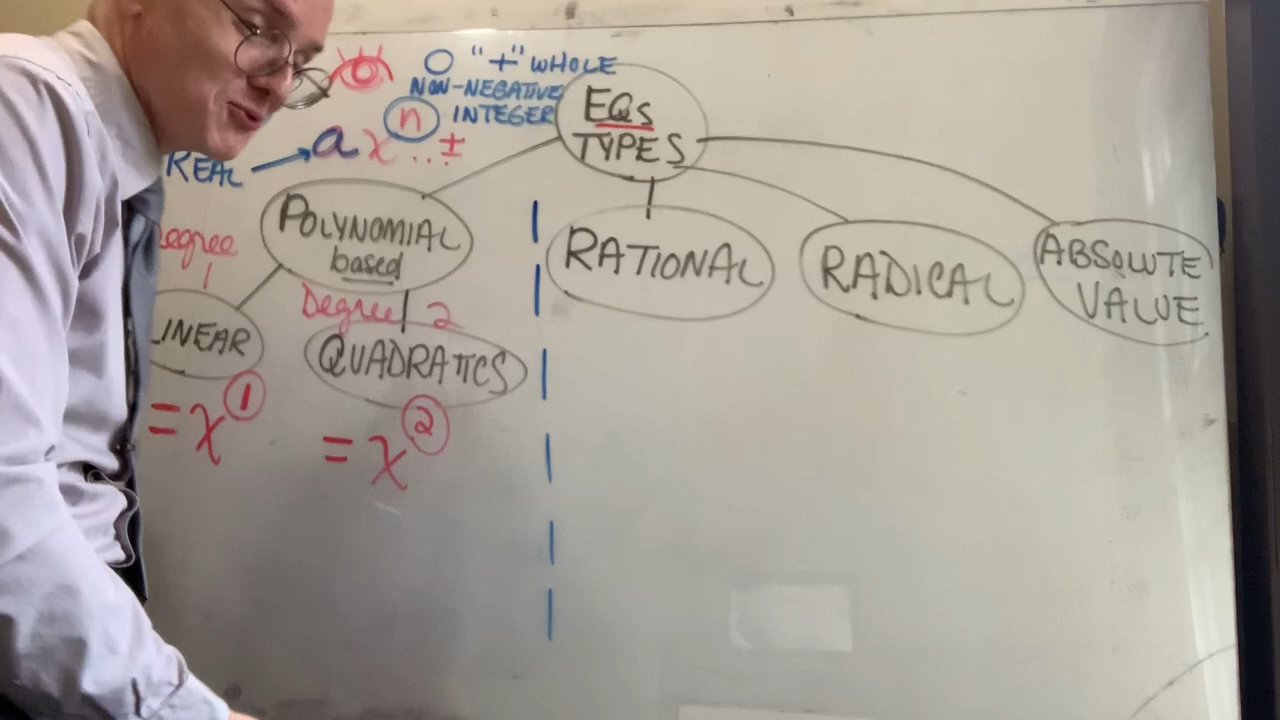 0 "+" WHOLE
NON-NEGATIVE
INTEGER
REAL
a x n ... ±
EQs
TYPES
POLYNOMIAL
based
RATIONAL
RADICAL
ABSOLUTE
VALUE
egree
1
Degree 2
INEAR
QUADRATICS
= x 1
= x 2